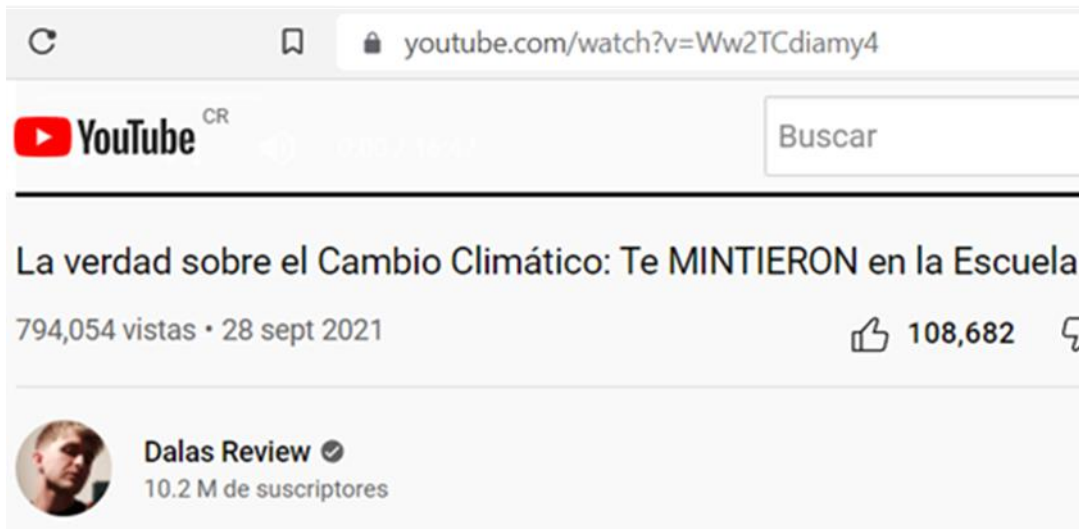 youtube.com/watch?v=Ww2TCdiamy4
YouTube CR
Buscar
La verdad sobre el Cambio Climático: Te MINTIERON en la Escuela
794,054 vistas • 28 sept 2021
108,682
Dalas Review
10.2 M de suscriptores